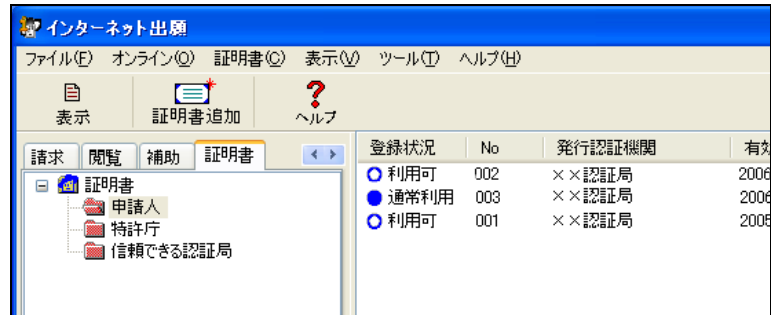 インターネット出願
ファイル(F) オンライン(O) 証明書(C) 表示(V) ツール(T) ヘルプ(H)
表示 証明書追加 ヘルプ
請求 閲覧 補助 証明書
証明書
申請人
特許庁
信頼できる認証局
登録状況 No 発行認証機関 有効
利用可 002 ××認証局 2006
通常利用 003 ××認証局 2006
利用可 001 ××認証局 2005